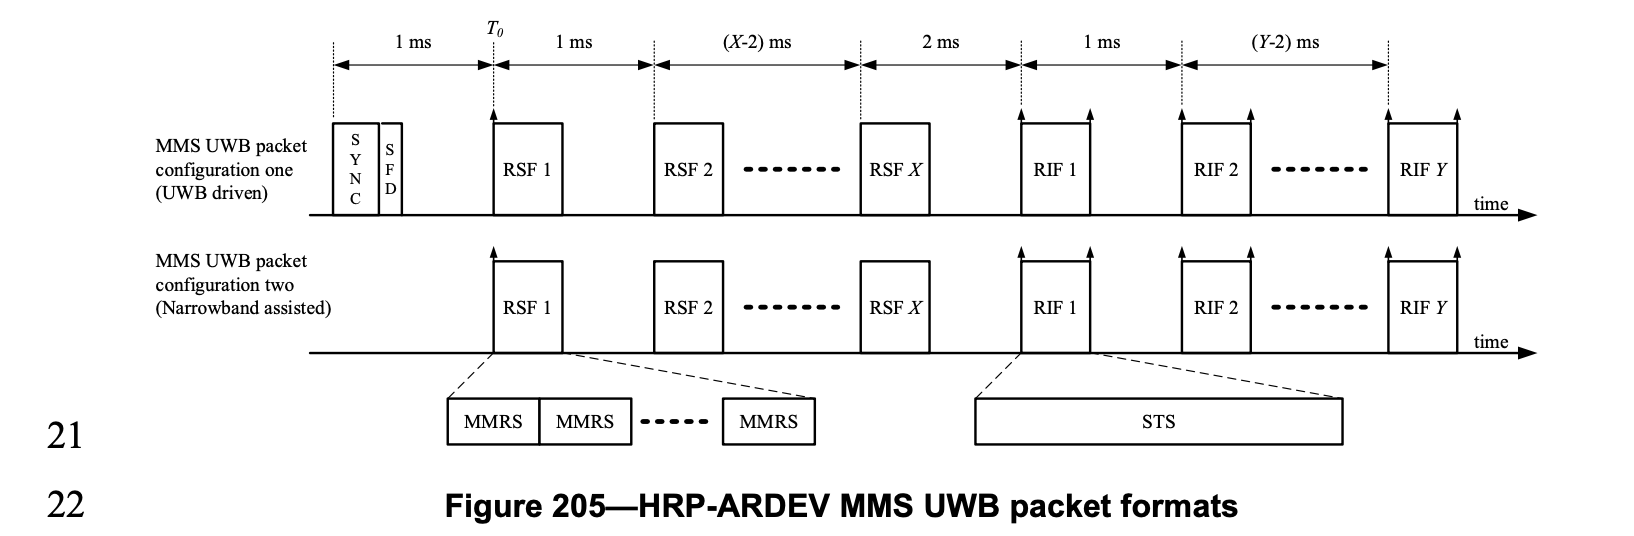 T0
1 ms 1 ms (X-2) ms 2 ms 1 ms (Y-2) ms
MMS UWB packet
configuration one
(UWB driven)
SYNC SFD RSF 1 RSF 2 RSF X RIF 1 RIF 2 RIF Y
time
MMS UWB packet
configuration two
(Narrowband assisted)
RSF 1 RSF 2 RSF X RIF 1 RIF 2 RIF Y
time
MMRS MMRS MMRS STS
21
22 Figure 205—HRP-ARDEV MMS UWB packet formats